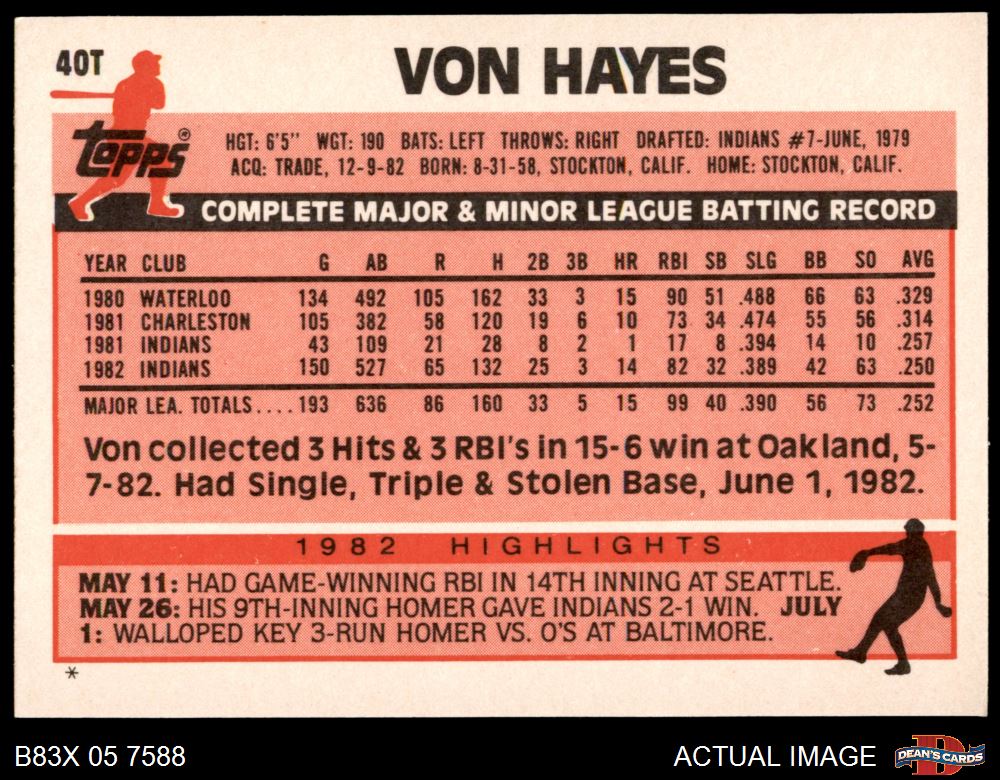 40T
VON HAYES
Topps®
HGT: 6'5" WGT: 190 BATS: LEFT THROWS: RIGHT DRAFTED: INDIANS #7-JUNE, 1979
ACQ: TRADE, 12-9-82 BORN: 8-31-58, STOCKTON, CALIF. HOME: STOCKTON, CALIF.
COMPLETE MAJOR & MINOR LEAGUE BATTING RECORD
YEAR CLUB G AB R H 2B 3B HR RBI SB SLG BB SO AVG
1980 WATERLOO 134 492 105 162 33 3 15 90 51 .488 66 63 .329
1981 CHARLESTON 105 382 58 120 19 6 10 73 34 .474 55 56 .314
1981 INDIANS 43 109 21 28 8 2 1 17 8 .394 14 10 .257
1982 INDIANS 150 527 65 132 25 3 14 82 32 .389 42 63 .250
MAJOR LEA. TOTALS.... 193 636 86 160 33 5 15 99 40 .390 56 73 .252
Von collected 3 Hits & 3 RBI's in 15-6 win at Oakland, 5-
7-82. Had Single, Triple & Stolen Base, June 1, 1982.
1982 HIGHLIGHTS
MAY 11: HAD GAME-WINNING RBI IN 14TH INNING AT SEATTLE.
MAY 26: HIS 9TH-INNING HOMER GAVE INDIANS 2-1 WIN. JULY
1: WALLOPED KEY 3-RUN HOMER VS. O'S AT BALTIMORE.
*
B83X 05 7588
ACTUAL IMAGE
DEAN'S CARDS